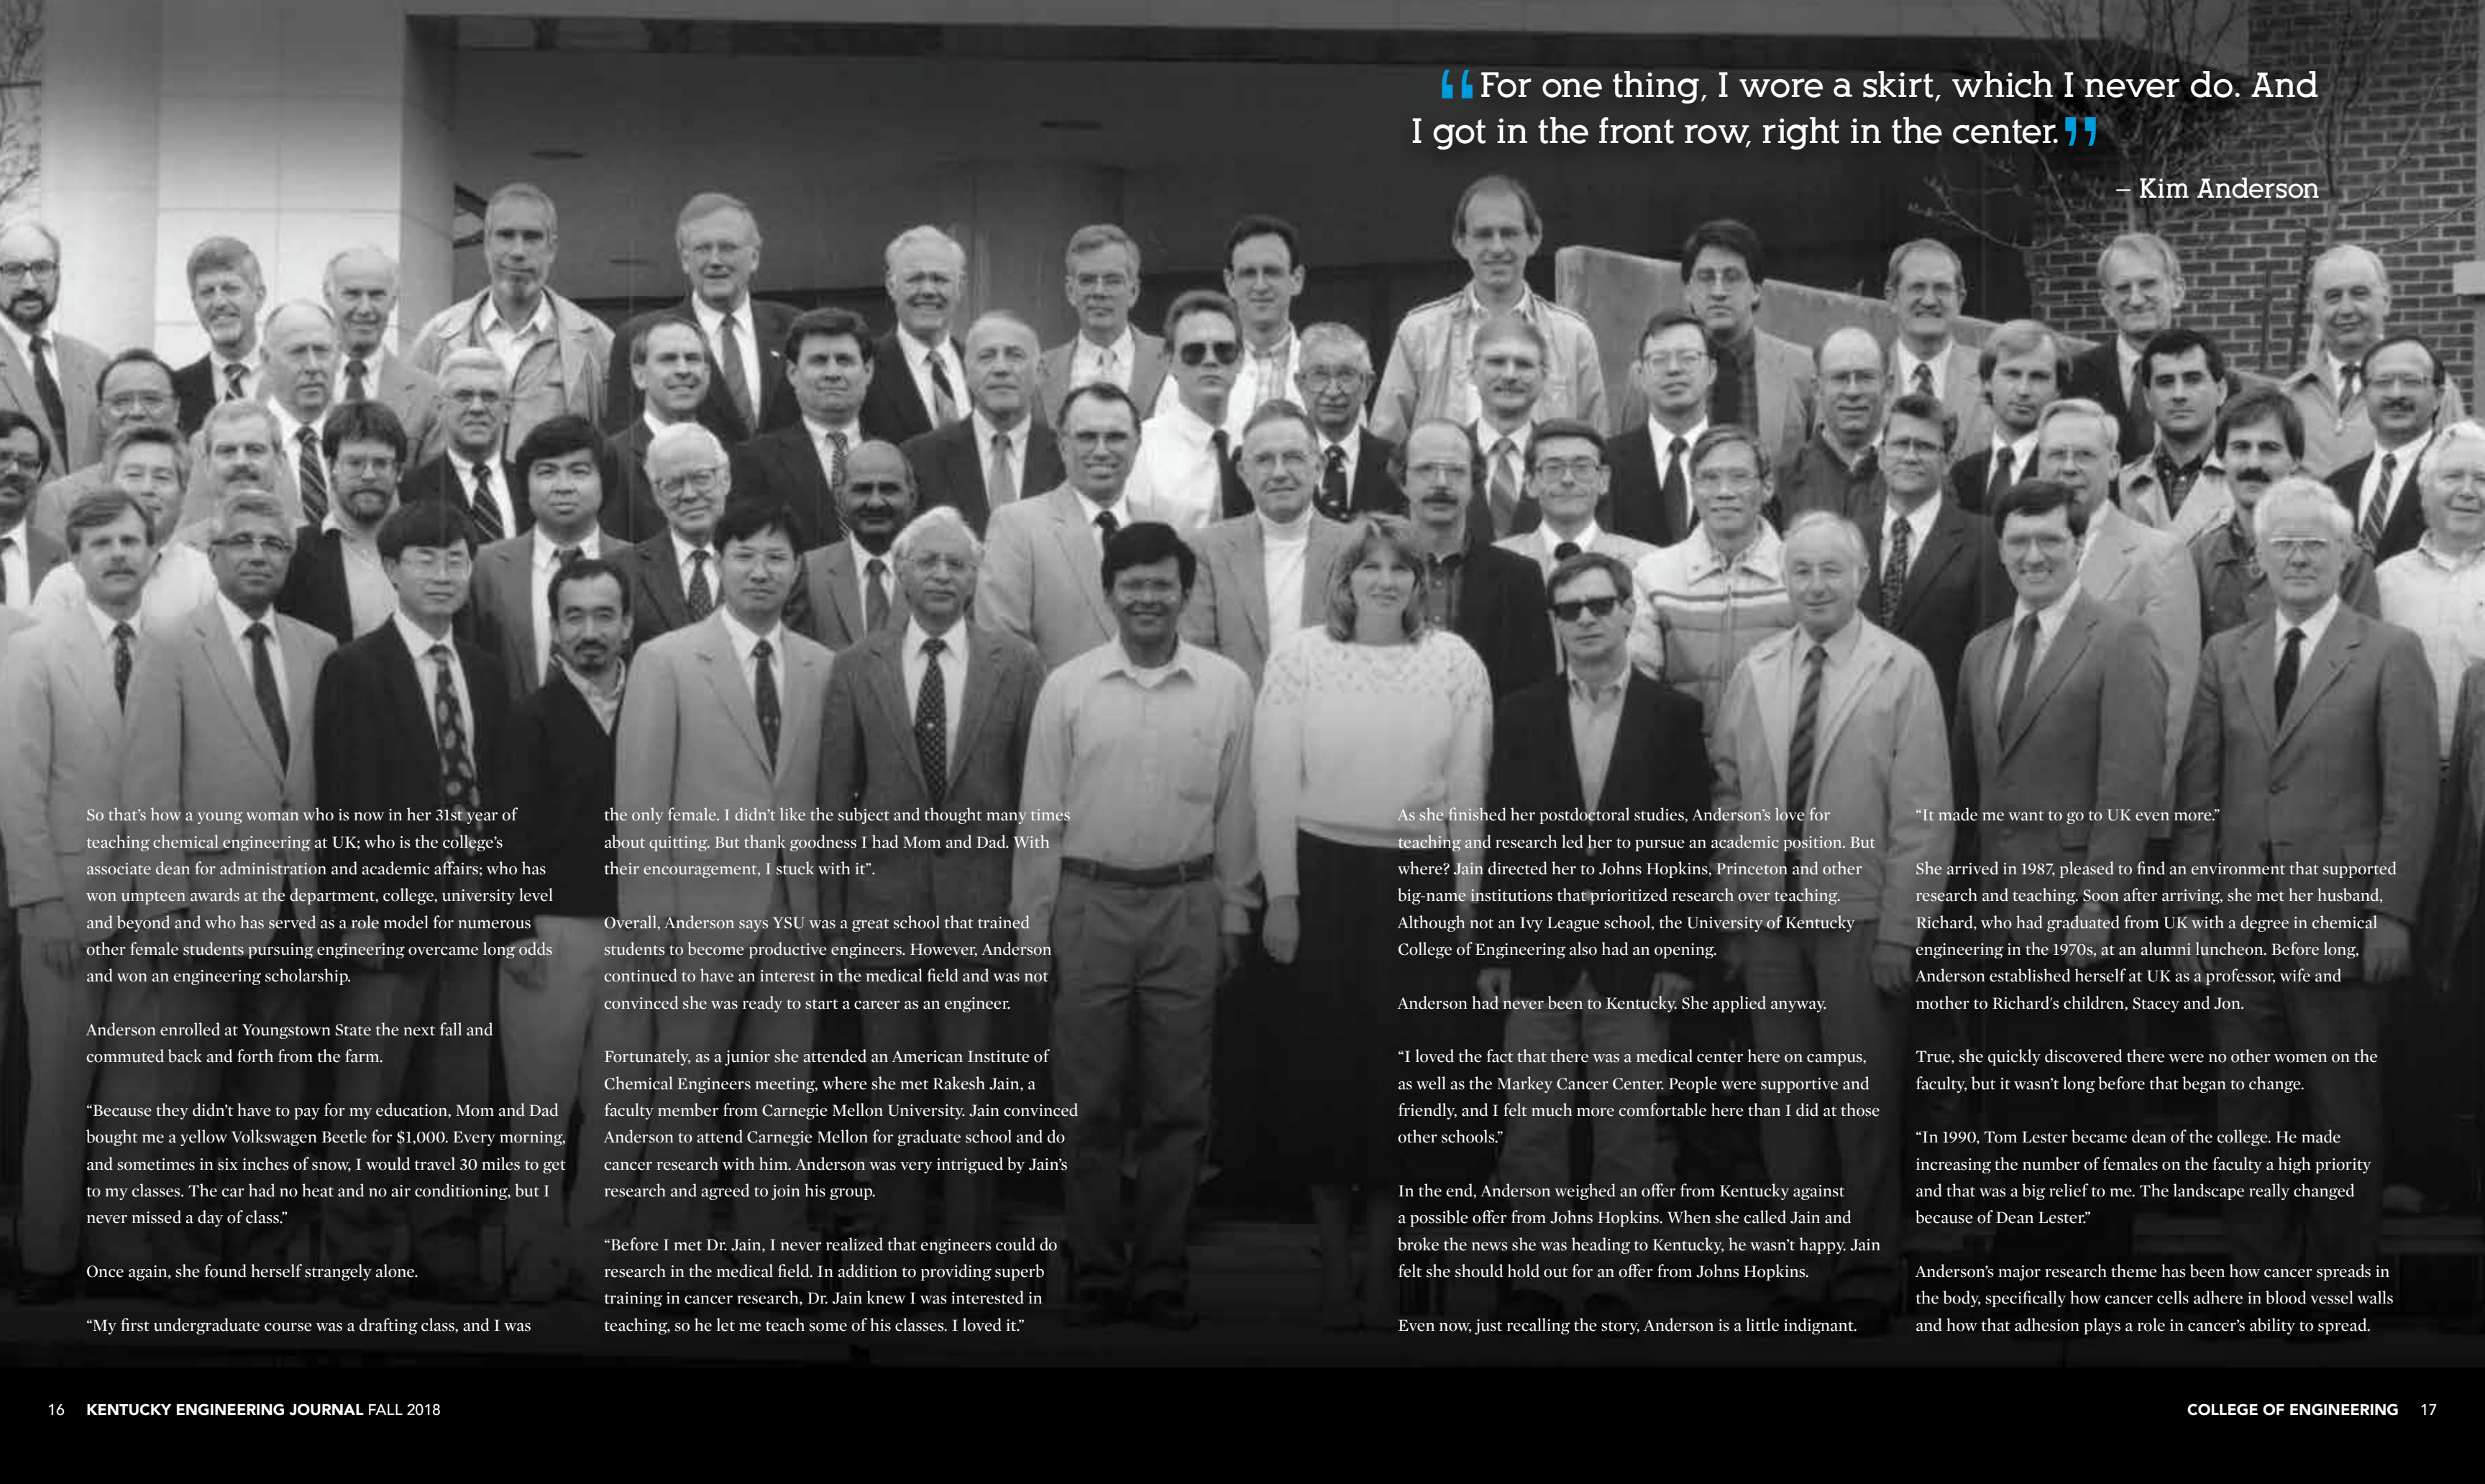 “For one thing, I wore a skirt, which I never do. And
I got in the front row, right in the center.”
– Kim Anderson
So that’s how a young woman who is now in her 31st year of
teaching chemical engineering at UK; who is the college’s
associate dean for administration and academic affairs; who has
won umpteen awards at the department, college, university level
and beyond and who has served as a role model for numerous
other female students pursuing engineering overcame long odds
and won an engineering scholarship.
Anderson enrolled at Youngstown State the next fall and
commuted back and forth from the farm.
“Because they didn’t have to pay for my education, Mom and Dad
bought me a yellow Volkswagen Beetle for $1,000. Every morning,
and sometimes in six inches of snow, I would travel 30 miles to get
to my classes. The car had no heat and no air conditioning, but I
never missed a day of class.”
Once again, she found herself strangely alone.
“My first undergraduate course was a drafting class, and I was
the only female. I didn’t like the subject and thought many times
about quitting. But thank goodness I had Mom and Dad. With
their encouragement, I stuck with it”.
Overall, Anderson says YSU was a great school that trained
students to become productive engineers. However, Anderson
continued to have an interest in the medical field and was not
convinced she was ready to start a career as an engineer.
Fortunately, as a junior she attended an American Institute of
Chemical Engineers meeting, where she met Rakesh Jain, a
faculty member from Carnegie Mellon University. Jain convinced
Anderson to attend Carnegie Mellon for graduate school and do
cancer research with him. Anderson was very intrigued by Jain’s
research and agreed to join his group.
“Before I met Dr. Jain, I never realized that engineers could do
research in the medical field. In addition to providing superb
training in cancer research, Dr. Jain knew I was interested in
teaching, so he let me teach some of his classes. I loved it.”
As she finished her postdoctoral studies, Anderson’s love for
teaching and research led her to pursue an academic position. But
where? Jain directed her to Johns Hopkins, Princeton and other
big-name institutions that prioritized research over teaching.
Although not an Ivy League school, the University of Kentucky
College of Engineering also had an opening.
Anderson had never been to Kentucky. She applied anyway.
“I loved the fact that there was a medical center here on campus,
as well as the Markey Cancer Center. People were supportive and
friendly, and I felt much more comfortable here than I did at those
other schools.”
In the end, Anderson weighed an offer from Kentucky against
a possible offer from Johns Hopkins. When she called Jain and
broke the news she was heading to Kentucky, he wasn’t happy. Jain
felt she should hold out for an offer from Johns Hopkins.
Even now, just recalling the story, Anderson is a little indignant.
“It made me want to go to UK even more.”
She arrived in 1987, pleased to find an environment that supported
research and teaching. Soon after arriving, she met her husband,
Richard, who had graduated from UK with a degree in chemical
engineering in the 1970s, at an alumni luncheon. Before long,
Anderson established herself at UK as a professor, wife and
mother to Richard's children, Stacey and Jon.
True, she quickly discovered there were no other women on the
faculty, but it wasn’t long before that began to change.
“In 1990, Tom Lester became dean of the college. He made
increasing the number of females on the faculty a high priority
and that was a big relief to me. The landscape really changed
because of Dean Lester.”
Anderson’s major research theme has been how cancer spreads in
the body, specifically how cancer cells adhere in blood vessel walls
and how that adhesion plays a role in cancer’s ability to spread.
16 KENTUCKY ENGINEERING JOURNAL FALL 2018
COLLEGE OF ENGINEERING 17